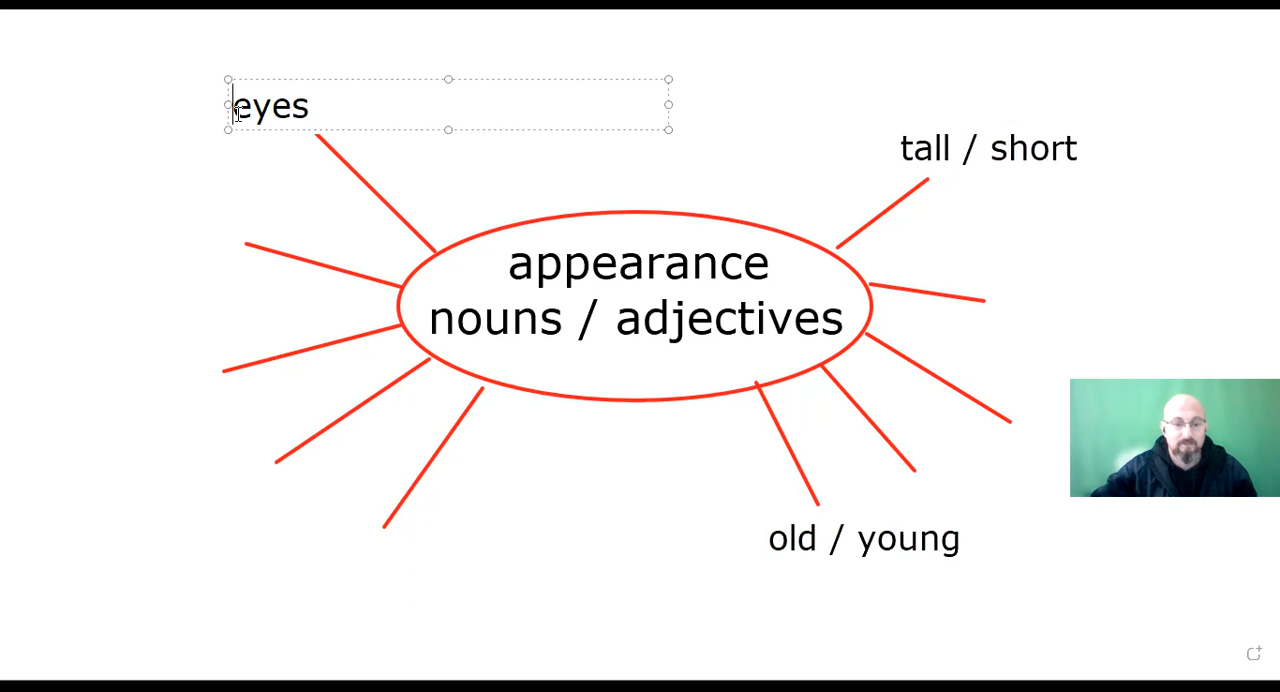 eyes
tall / short
appearance
nouns / adjectives
old / young